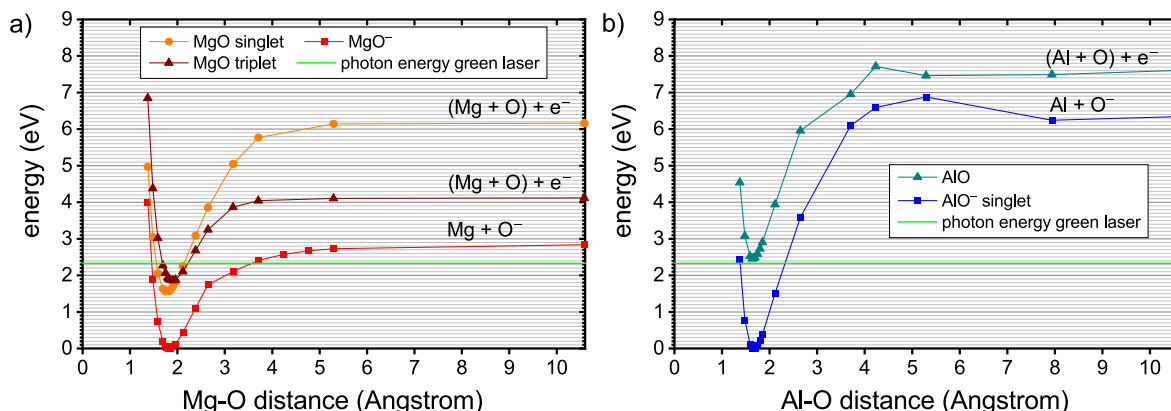 a)
MgO singlet
MgO⁻
MgO triplet
photon energy green laser
(Mg + O) + e⁻
(Mg + O) + e⁻
Mg + O⁻
energy (eV)
9
8
7
6
5
4
3
2
1
0
0 1 2 3 4 5 6 7 8 9 10
Mg-O distance (Angstrom)
b)
(Al + O) + e⁻
Al + O⁻
AlO
AlO⁻ singlet
photon energy green laser
energy (eV)
9
8
7
6
5
4
3
2
1
0
0 1 2 3 4 5 6 7 8 9 10
Al-O distance (Angstrom)